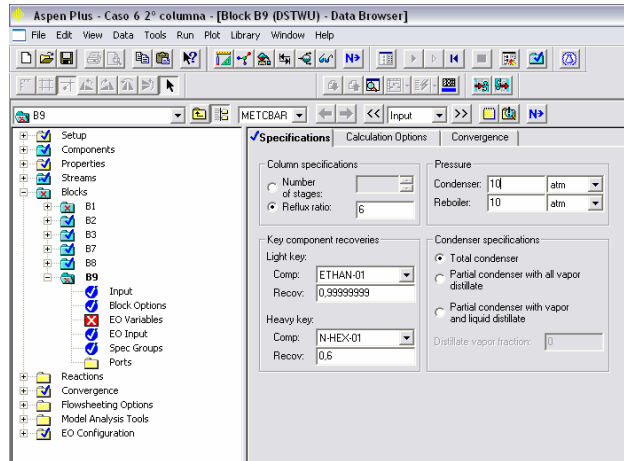 Aspen Plus - Caso 6 2° columna - [Block B9 (DSTWU) - Data Browser]
File Edit View Data Tools Run Plot Library Window Help
N>
B9
METCBAR
<< Input >>
N>
Setup
Components
Properties
Streams
Blocks
B1
B2
B3
B7
B8
B9
Input
Block Options
EO Variables
EO Input
Spec Groups
Ports
Reactions
Convergence
Flowsheeting Options
Model Analysis Tools
EO Configuration
Specifications Calculation Options Convergence
Column specifications
Number
of stages:
Reflux ratio: 6
Pressure
Condenser: 10 atm
Reboiler: 10 atm
Key component recoveries
Light key:
Comp: ETHAN-01
Recov: 0,99999999
Heavy key:
Comp: N-HEX-01
Recov: 0,6
Condenser specifications
Total condenser
Partial condenser with all vapor
distillate
Partial condenser with vapor
and liquid distillate
Distillate vapor fraction: 0